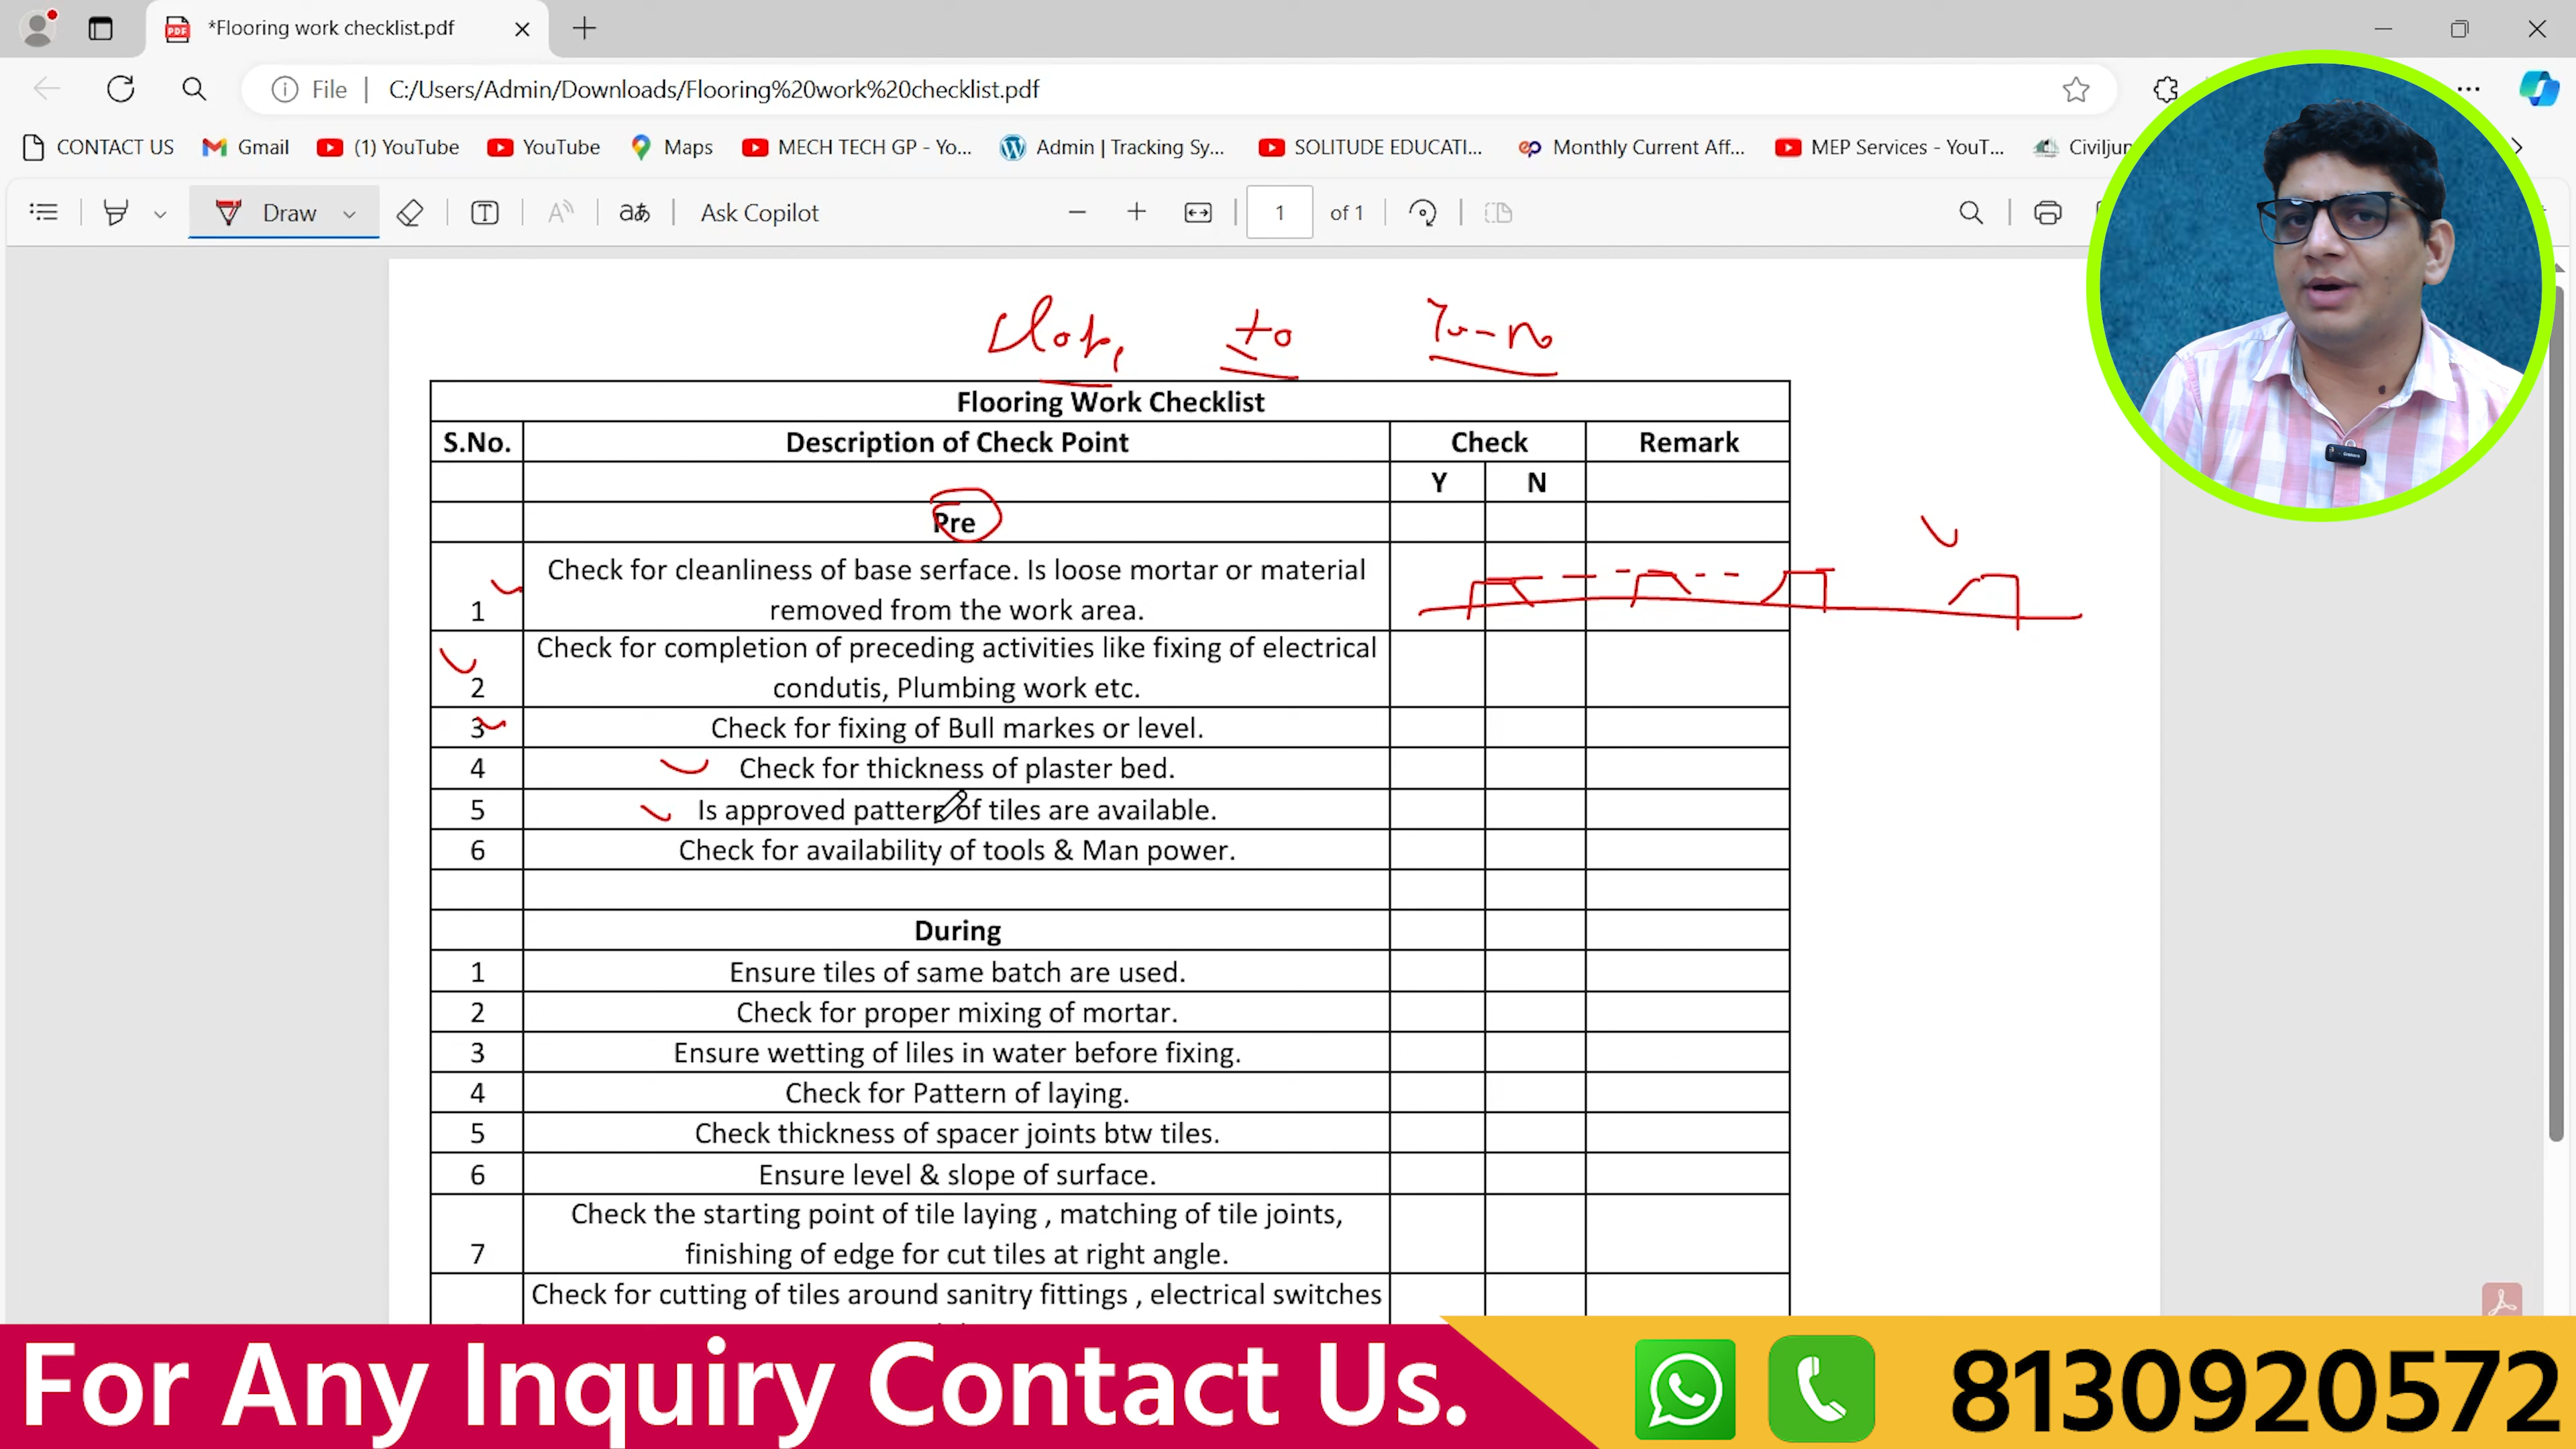 *Flooring work checklist.pdf
File | C:/Users/Admin/Downloads/Flooring%20work%20checklist.pdf
CONTACT US Gmail (1) YouTube YouTube Maps MECH TECH GP - Yo... Admin | Tracking Sy... SOLITUDE EDUCATI... Monthly Current Aff... MEP Services - YouT... Civiljun
Draw aあ Ask Copilot 1 of 1
to
Flooring Work Checklist
S.No. Description of Check Point Check Remark
Y N
Pre
Check for cleanliness of base serface. Is loose mortar or material
1 removed from the work area.
Check for completion of preceding activities like fixing of electrical
2 condutis, Plumbing work etc.
3 Check for fixing of Bull markes or level.
4 Check for thickness of plaster bed.
5 Is approved pattern of tiles are available.
6 Check for availability of tools & Man power.
During
1 Ensure tiles of same batch are used.
2 Check for proper mixing of mortar.
3 Ensure wetting of liles in water before fixing.
4 Check for Pattern of laying.
5 Check thickness of spacer joints btw tiles.
6 Ensure level & slope of surface.
Check the starting point of tile laying , matching of tile joints,
7 finishing of edge for cut tiles at right angle.
Check for cutting of tiles around sanitry fittings , electrical switches
For Any Inquiry Contact Us. 8130920572